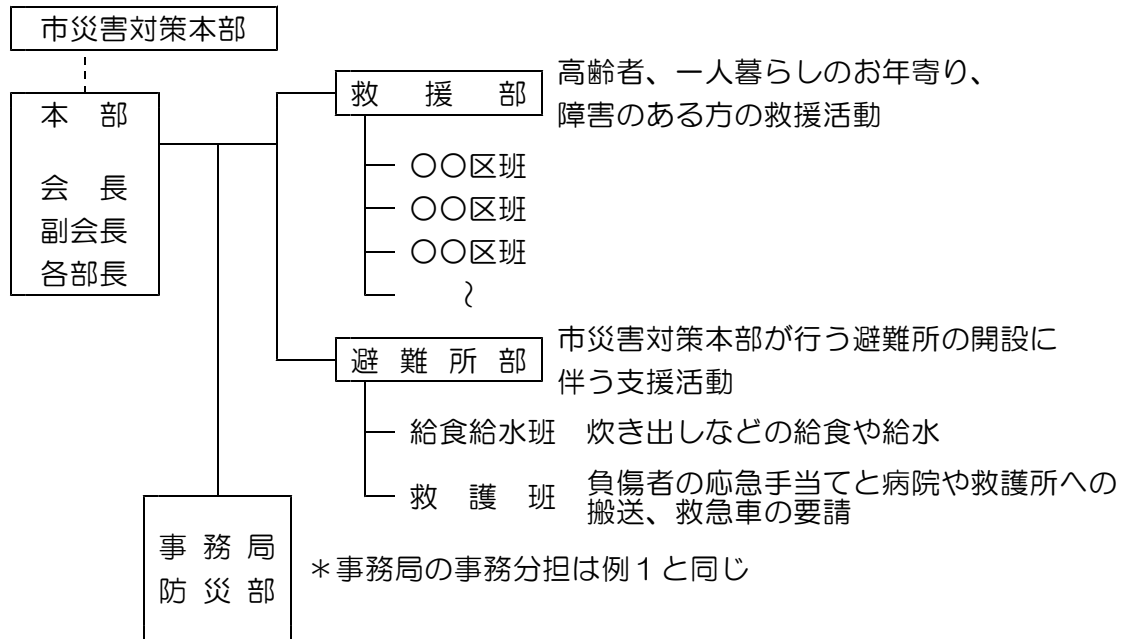 市災害対策本部
本　部
会　長
副会長
各部長
救　援　部
高齢者、一人暮らしのお年寄り、
障害のある方の救援活動
〇〇区班
〇〇区班
〇〇区班
～
避難所部
市災害対策本部が行う避難所の開設に
伴う支援活動
給食給水班　炊き出しなどの給食や給水
救　護　班　負傷者の応急手当てと病院や救護所への
搬送、救急車の要請
事務局
防災部
＊事務局の事務分担は例１と同じ